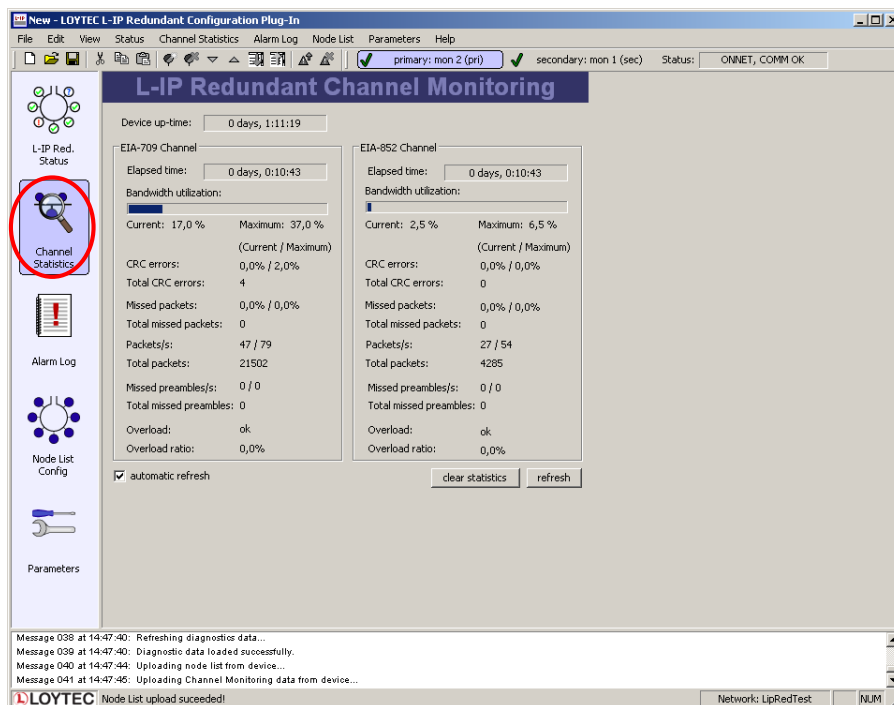 New - LOYTEC L-IP Redundant Configuration Plug-In
File Edit View Status Channel Statistics Alarm Log Node List Parameters Help
primary: mon 2 (pri) secondary: mon 1 (sec) Status: ONNET, COMM OK
L-IP Red. Status
Channel Statistics
Alarm Log
Node List Config
Parameters
L-IP Redundant Channel Monitoring
Device up-time: 0 days, 1:11:19
EIA-709 Channel
Elapsed time: 0 days, 0:10:43
Bandwidth utilization:
Current: 17,0 % Maximum: 37,0 %
(Current / Maximum)
CRC errors: 0,0% / 2,0%
Total CRC errors: 4
Missed packets: 0,0% / 0,0%
Total missed packets: 0
Packets/s: 47 / 79
Total packets: 21502
Missed preambles/s: 0 / 0
Total missed preambles: 0
Overload: ok
Overload ratio: 0,0%
EIA-852 Channel
Elapsed time: 0 days, 0:10:43
Bandwidth utilization:
Current: 2,5 % Maximum: 6,5 %
(Current / Maximum)
CRC errors: 0,0% / 0,0%
Total CRC errors: 0
Missed packets: 0,0% / 0,0%
Total missed packets: 0
Packets/s: 27 / 54
Total packets: 4285
Missed preambles/s: 0 / 0
Total missed preambles: 0
Overload: ok
Overload ratio: 0,0%
automatic refresh clear statistics refresh
Message 038 at 14:47:40: Refreshing diagnostics data...
Message 039 at 14:47:40: Diagnostic data loaded successfully.
Message 040 at 14:47:44: Uploading node list from device...
Message 041 at 14:47:45: Uploading Channel Monitoring data from device...
LOYTEC Node List upload suceeded! Network: LipRedTest NUM